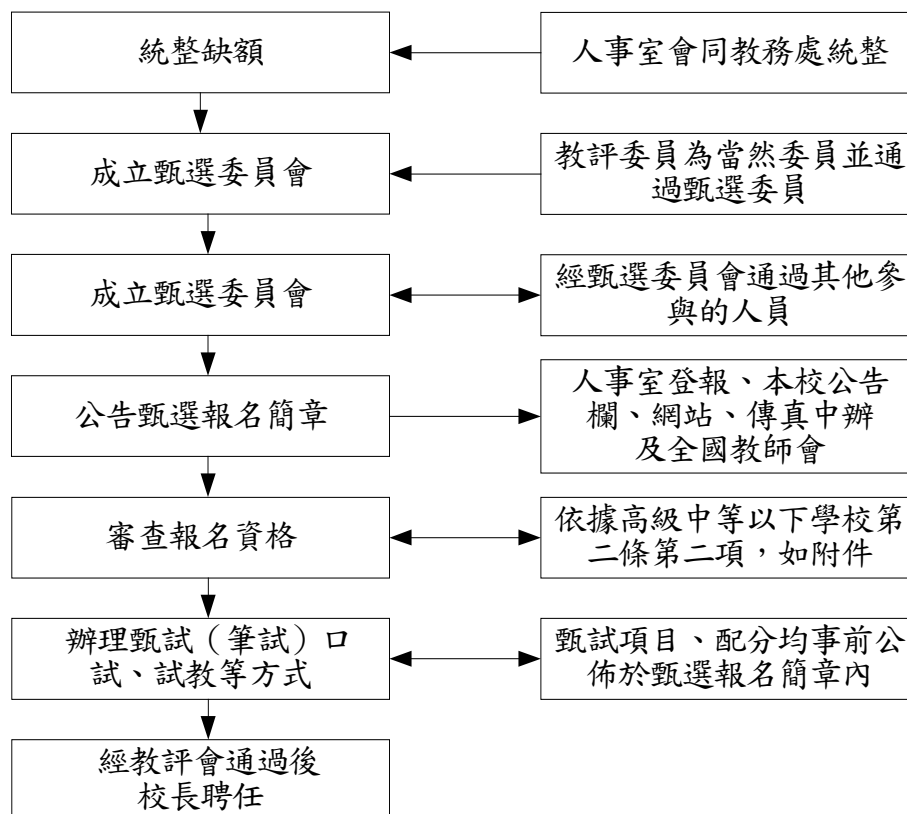 統整缺額
人事室會同教務處統整
成立甄選委員會
教評委員為當然委員並通
過甄選委員
成立甄選委員會
經甄選委員會通過其他參
與的人員
公告甄選報名簡章
人事室登報、本校公告
欄、網站、傳真中辦
及全國教師會
審查報名資格
依據高級中等以下學校第
二條第二項，如附件
辦理甄試（筆試）口
試、試教等方式
甄試項目、配分均事前公
佈於甄選報名簡章內
經教評會通過後
校長聘任